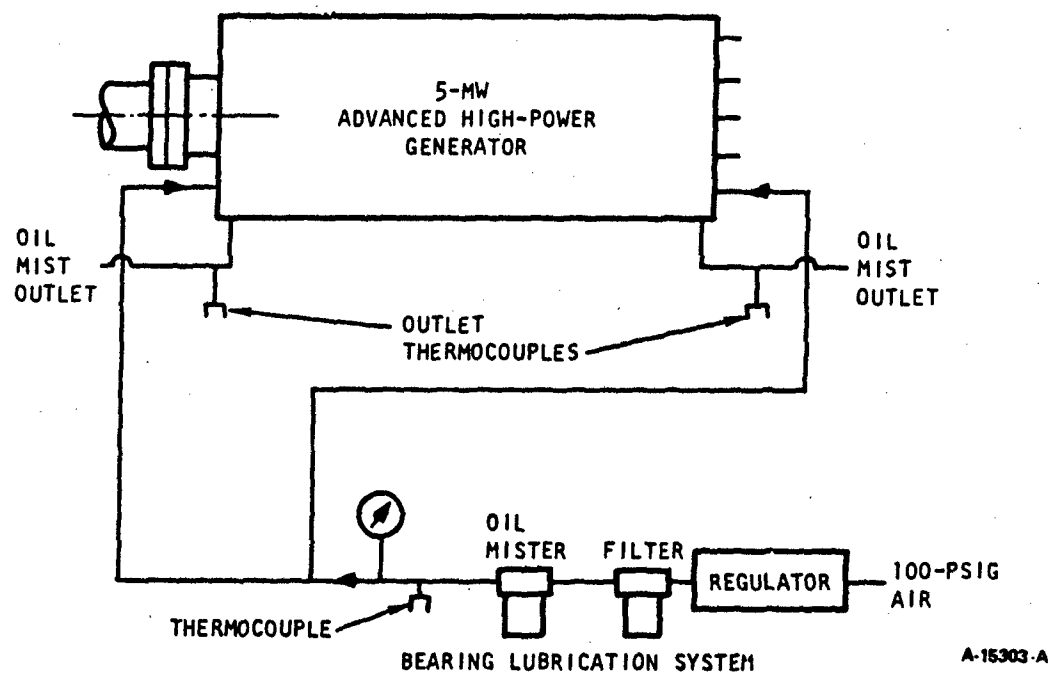 5-MW
ADVANCED HIGH-POWER
GENERATOR
OIL
MIST
OUTLET
OIL
MIST
OUTLET
OUTLET
THERMOCOUPLES
OIL
MISTER
FILTER
REGULATOR
100-PSIG
AIR
THERMOCOUPLE
BEARING LUBRICATION SYSTEM
A-15303-A